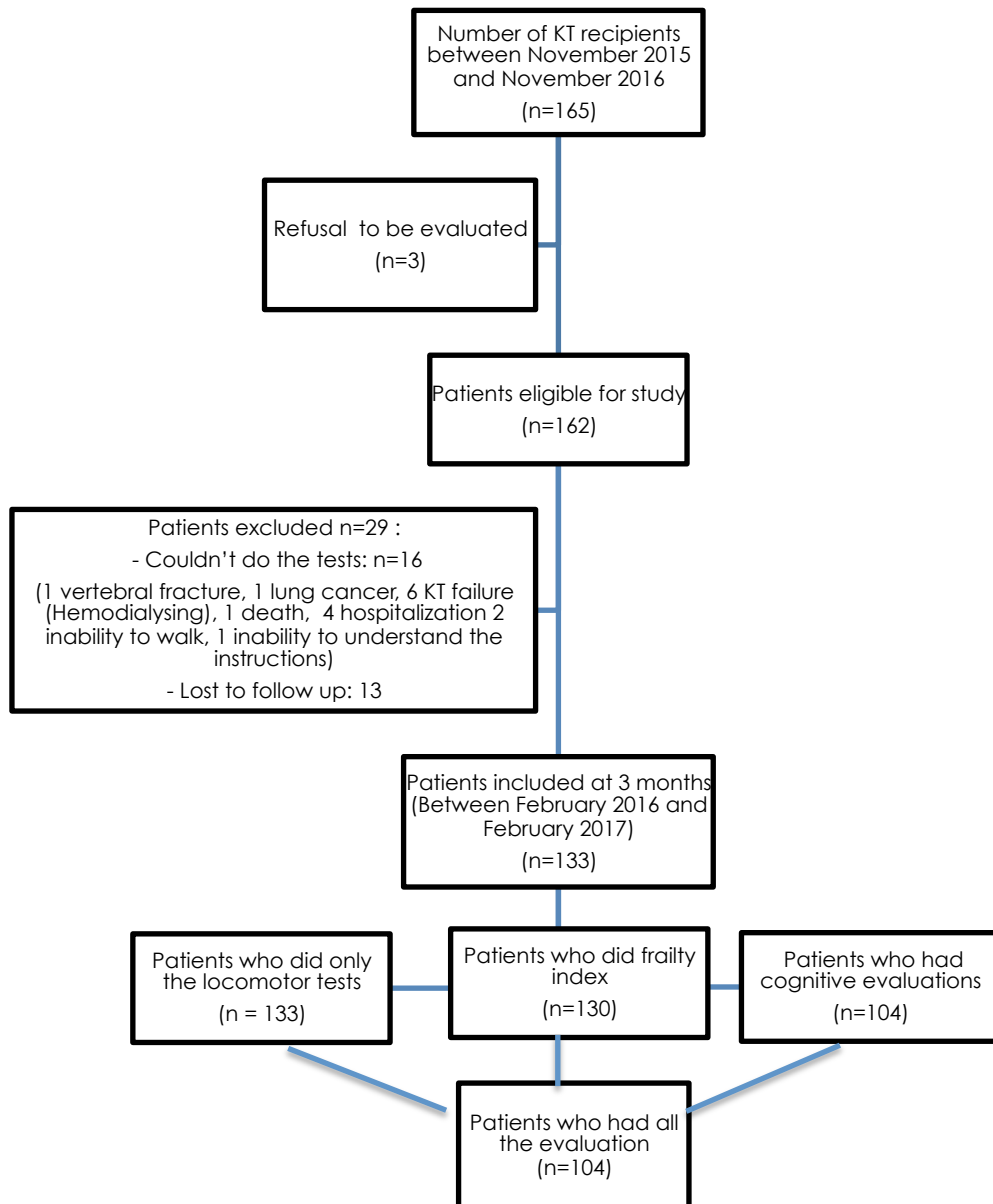 Number of KT recipients
between November 2015
and November 2016
(n=165)
Refusal to be evaluated
(n=3)
Patients eligible for study
(n=162)
Patients excluded n=29 :
- Couldn’t do the tests: n=16
(1 vertebral fracture, 1 lung cancer, 6 KT failure
(Hemodialysing), 1 death, 4 hospitalization 2
inability to walk, 1 inability to understand the
instructions)
- Lost to follow up: 13
Patients included at 3 months
(Between February 2016 and
February 2017)
(n=133)
Patients who did only
the locomotor tests
(n = 133)
Patients who did frailty
index
(n=130)
Patients who had
cognitive evaluations
(n=104)
Patients who had all
the evaluation
(n=104)